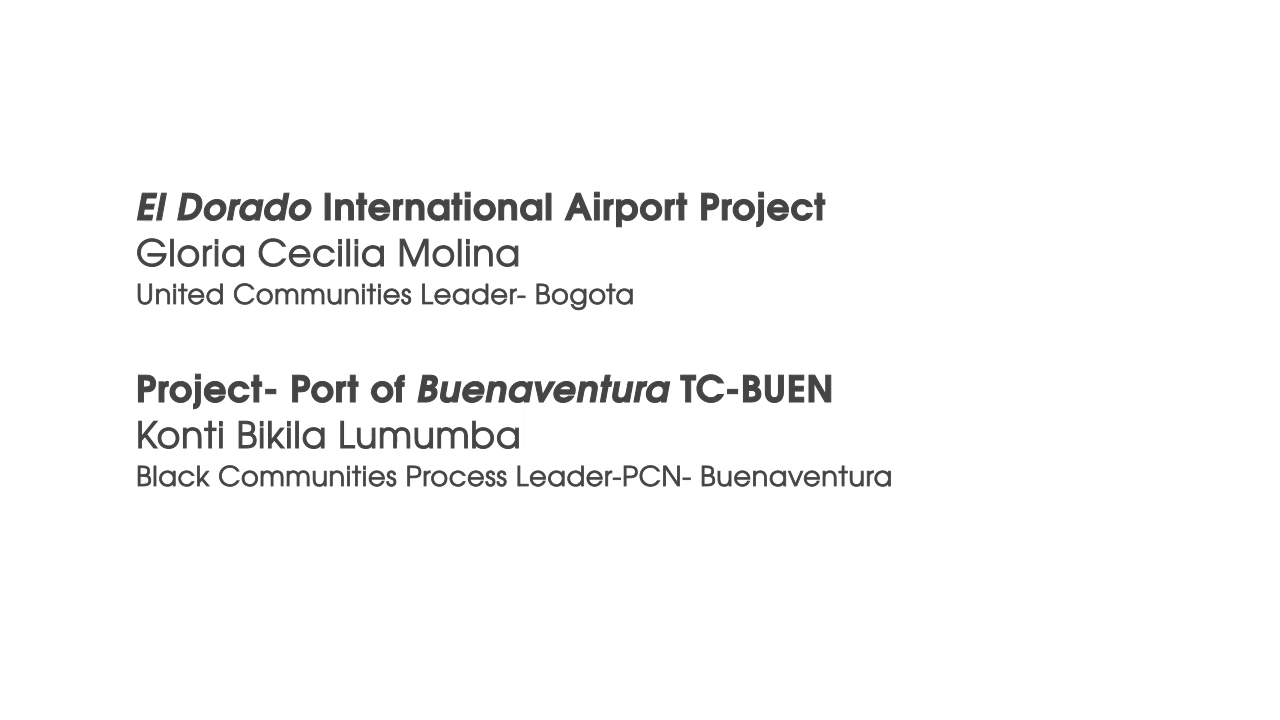 El Dorado International Airport Project
Gloria Cecilia Molina
United Communities Leader- Bogota
Project- Port of Buenaventura TC-BUEN
Konti Bikila Lumumba
Black Communities Process Leader-PCN- Buenaventura